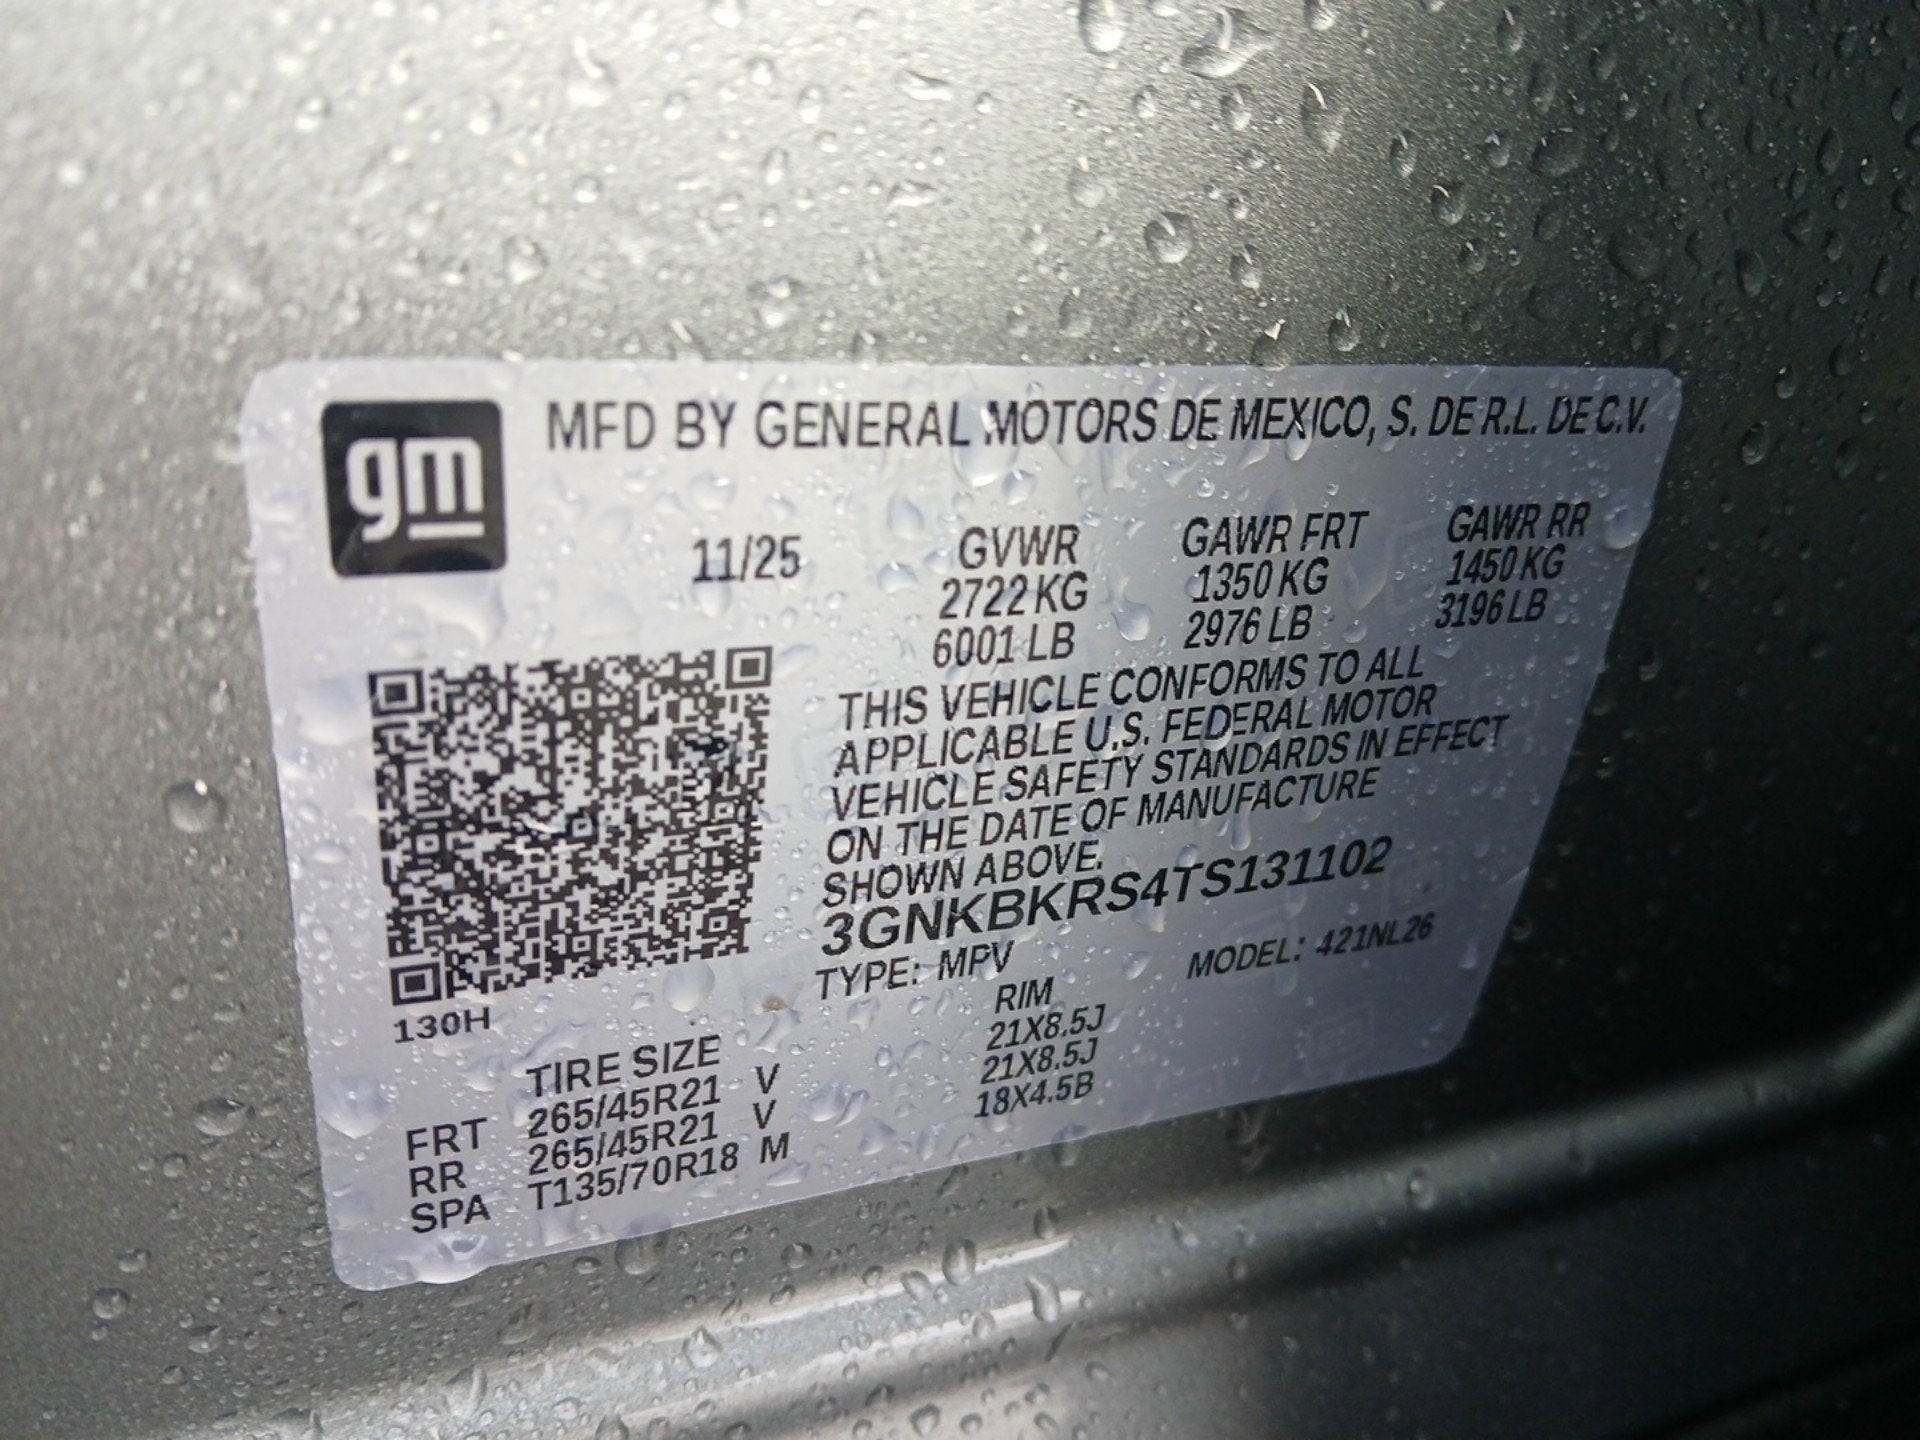 gm
MFD BY GENERAL MOTORS DE MEXICO, S. DE R.L. DE C.V.
11/25 GVWR GAWR FRT GAWR RR
2722 KG 1350 KG 1450 KG
6001 LB 2976 LB 3196 LB
THIS VEHICLE CONFORMS TO ALL
APPLICABLE U.S. FEDERAL MOTOR
VEHICLE SAFETY STANDARDS IN EFFECT
ON THE DATE OF MANUFACTURE
SHOWN ABOVE.
3GNKBKRS4TS131102
TYPE: MPV MODEL: 421NL26
130H
TIRE SIZE RIM
FRT 265/45R21 V 21X8.5J
RR 265/45R21 V 21X8.5J
SPA T135/70R18 M 18X4.5B